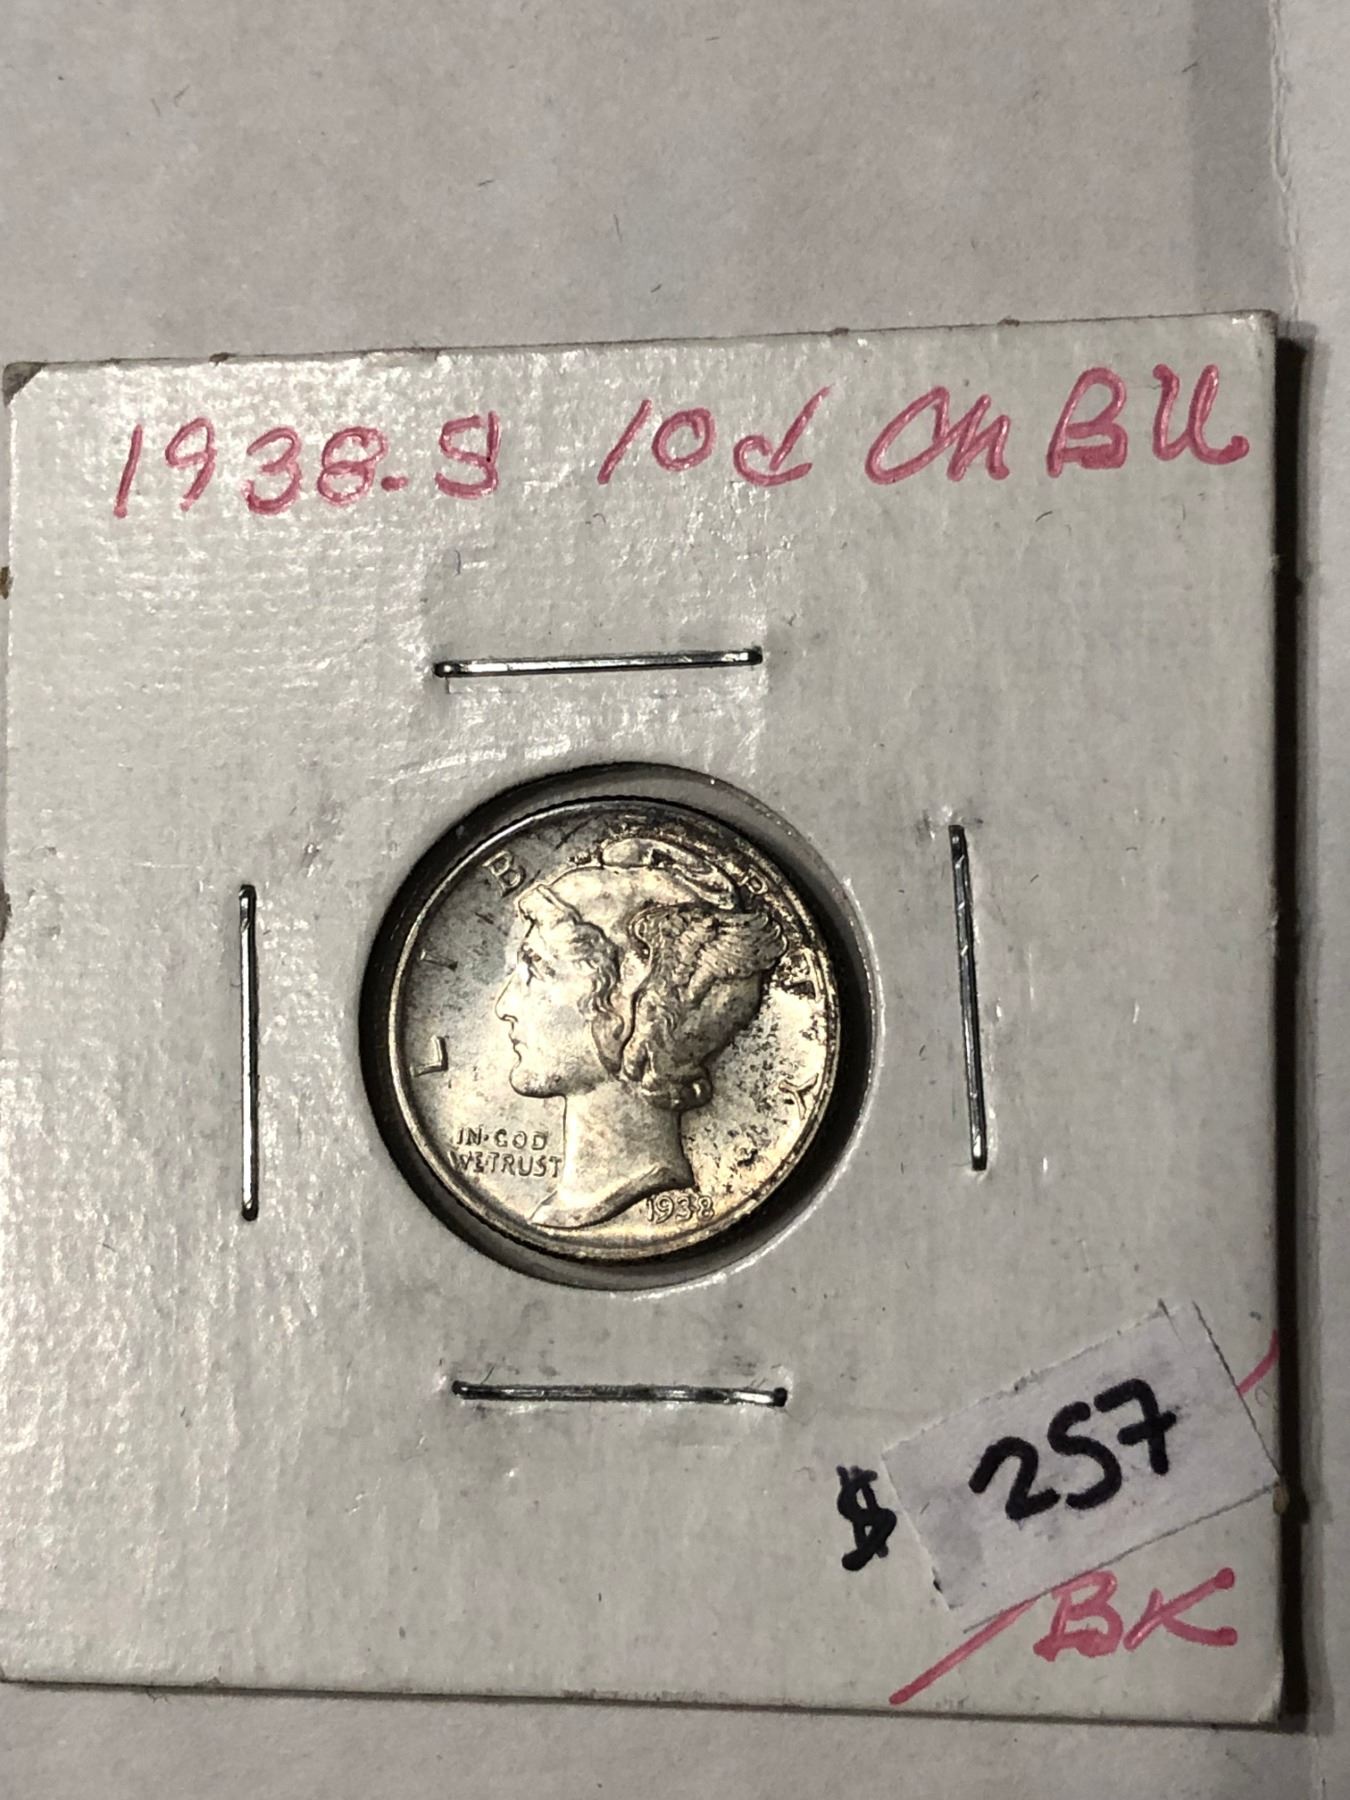 1938-S 10¢ Ch BU
LIBERTY
IN·GOD
WE TRUST
1938
$ 257
BK